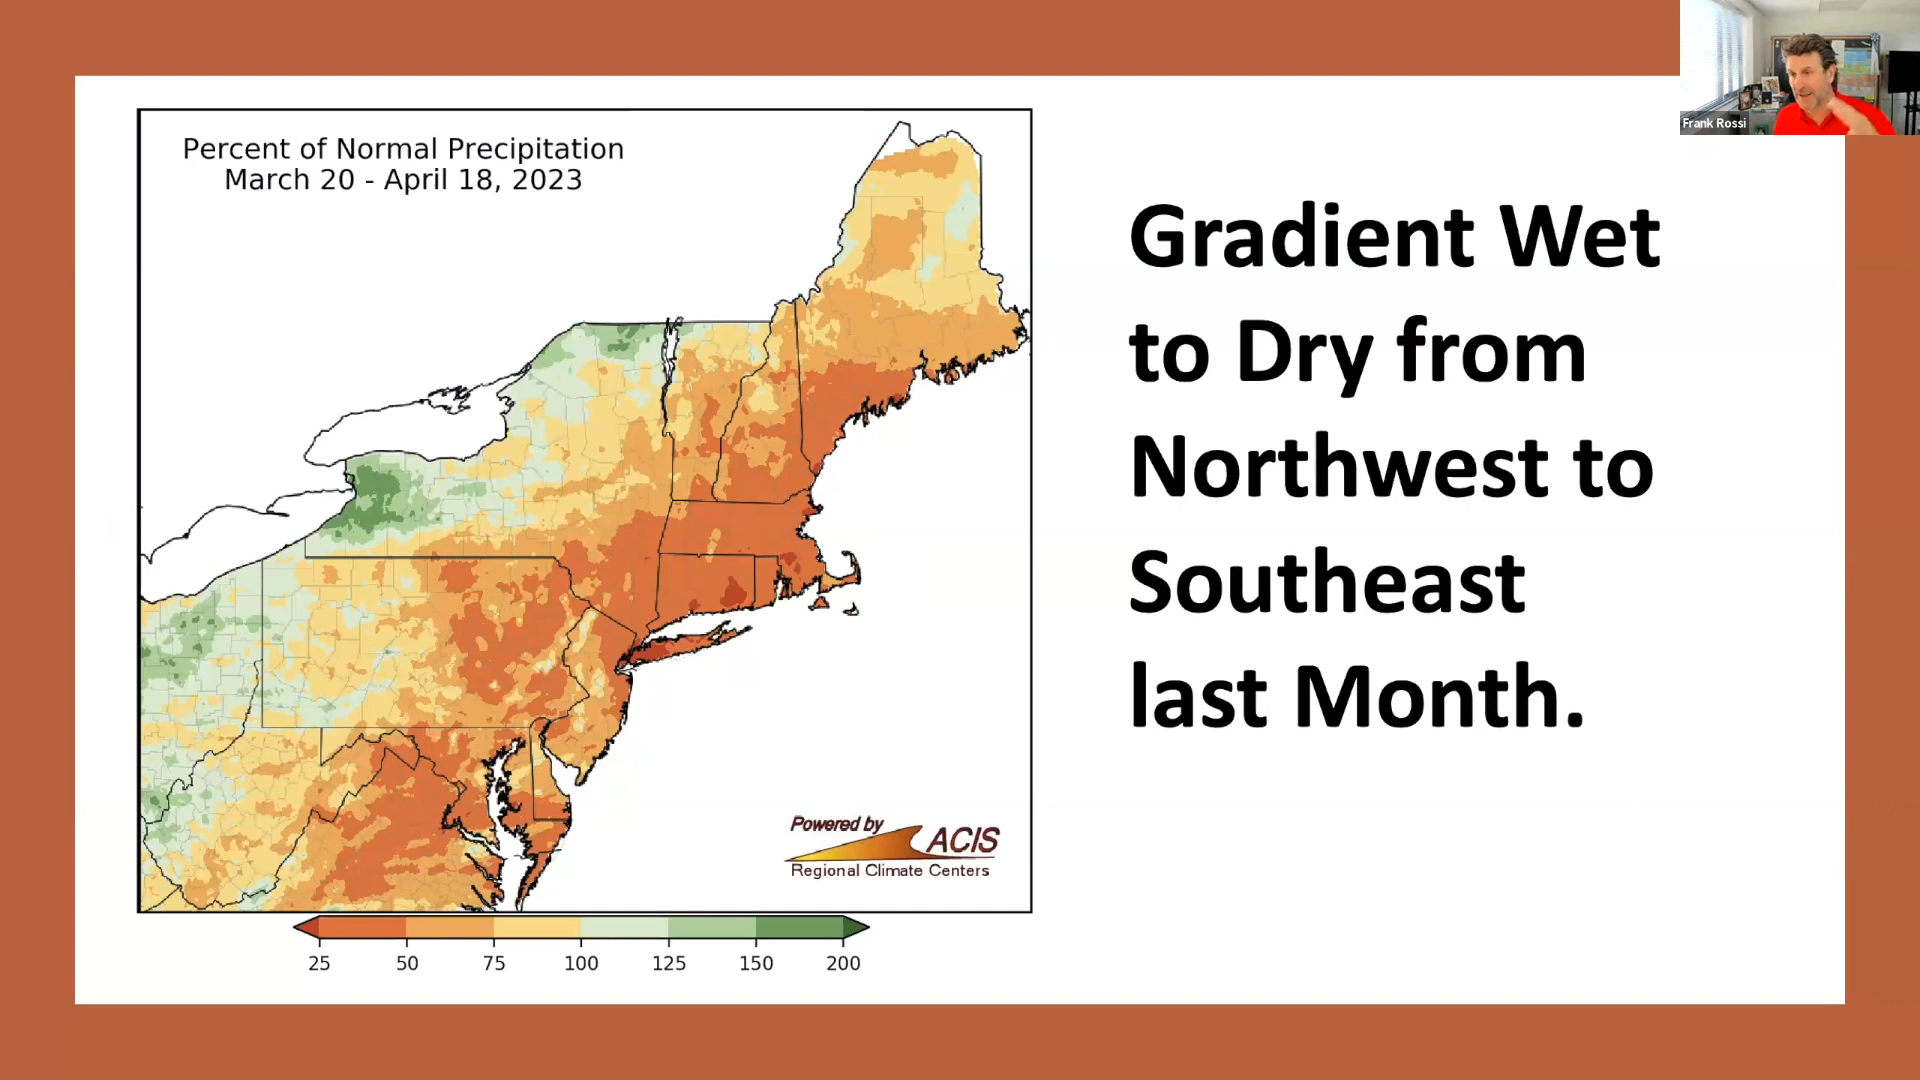 Percent of Normal Precipitation
March 20 - April 18, 2023
Frank Rossi
Gradient Wet
to Dry from
Northwest to
Southeast
last Month.
Powered by
ACIS
Regional Climate Centers
25 50 75 100 125 150 200